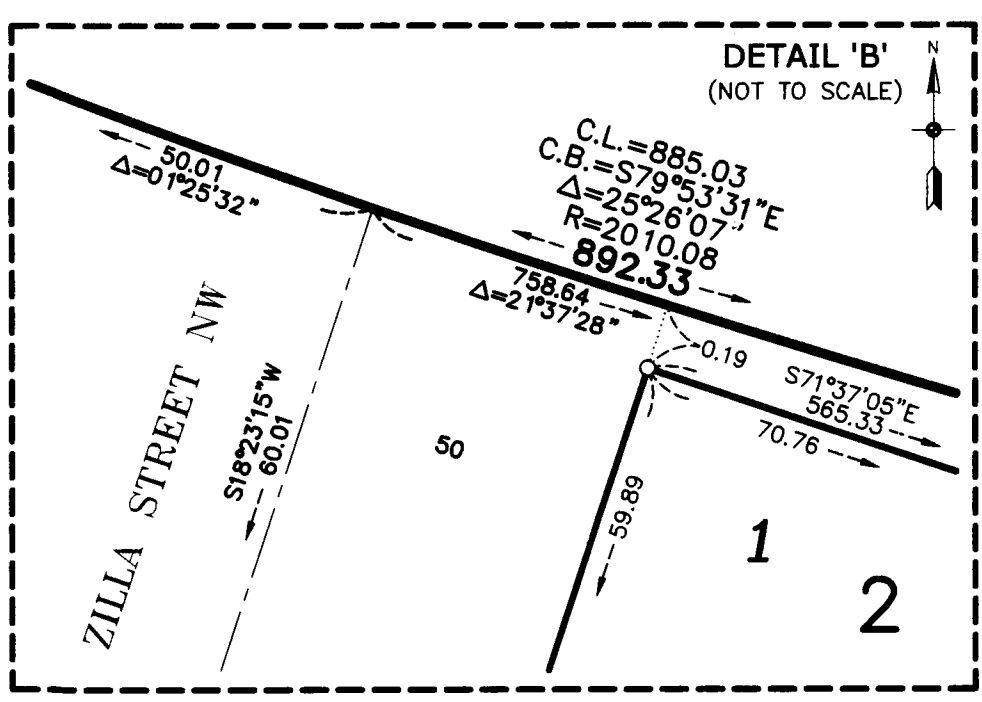 DETAIL 'B'
(NOT TO SCALE)
N
C.L.=885.03
C.B.=S79°53'31"E
Δ=25°26'07"
R=2010.08
892.33
50.01
Δ=01°25'32"
758.64
Δ=21°37'28"
0.19
S71°37'05"E
565.33
70.76
ZILLA STREET NW
S18°23'15"W
60.01
50
59.89
1
2